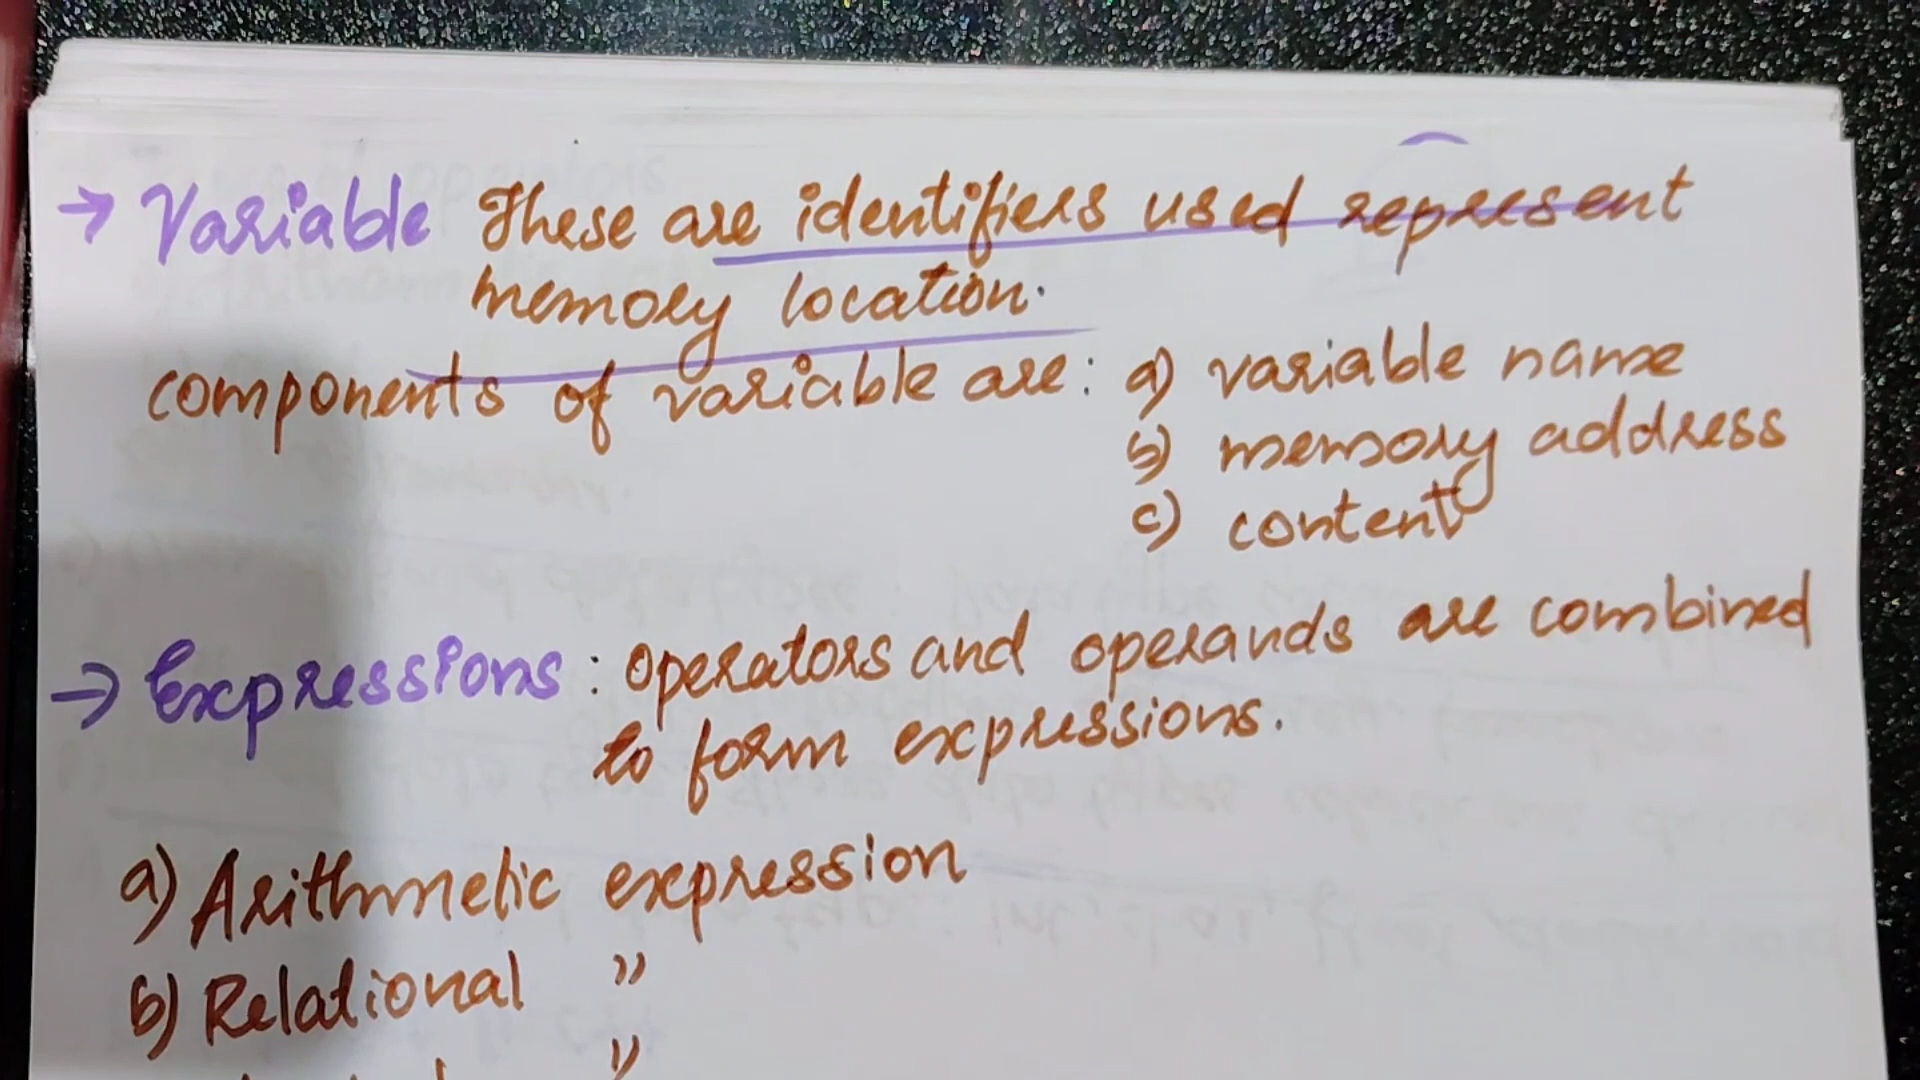 → Variable These are identifiers used represent
memory location.
components of variable are: a) variable name
b) memory address
c) content
→ Expressions: Operators and operands are combined
to form expressions.
a) Arithmetic expression
b) Relational "
"